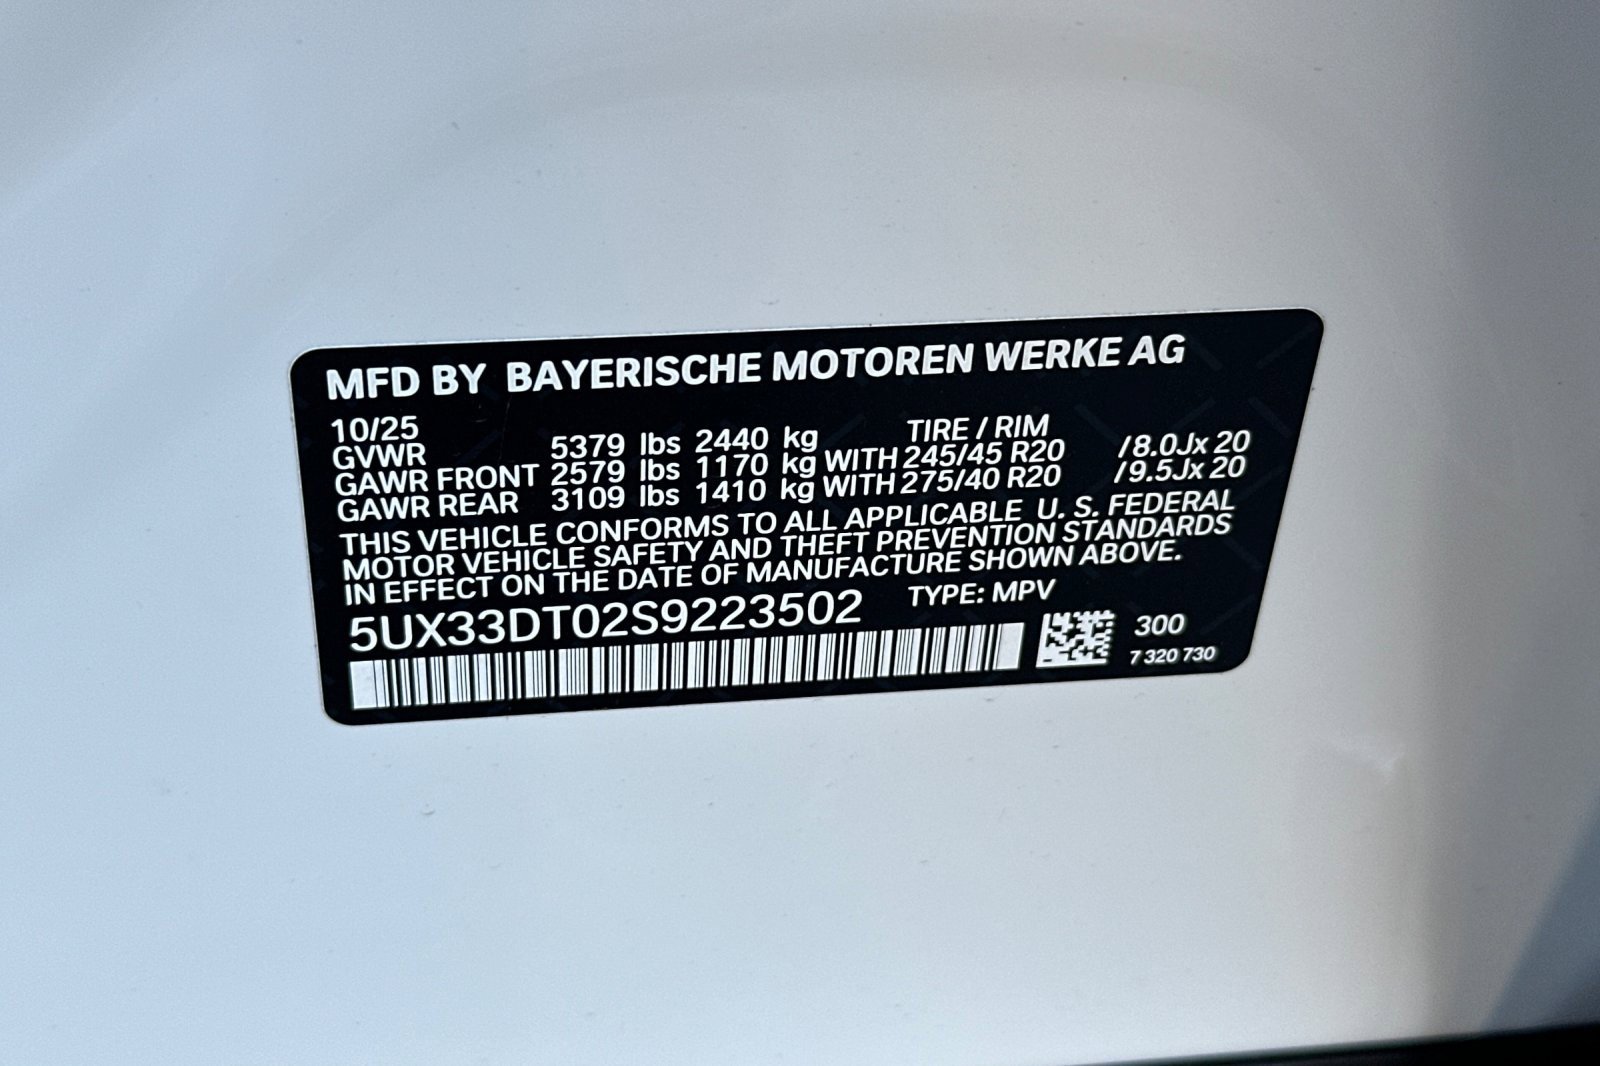 MFD BY BAYERISCHE MOTOREN WERKE AG
10/25 TIRE / RIM
GVWR 5379 lbs 2440 kg
GAWR FRONT 2579 lbs 1170 kg WITH 245/45 R20 /8.0Jx 20
GAWR REAR 3109 lbs 1410 kg WITH 275/40 R20 /9.5Jx 20
THIS VEHICLE CONFORMS TO ALL APPLICABLE U. S. FEDERAL
MOTOR VEHICLE SAFETY AND THEFT PREVENTION STANDARDS
IN EFFECT ON THE DATE OF MANUFACTURE SHOWN ABOVE.
5UX33DT02S9223502 TYPE: MPV
300
7 320 730